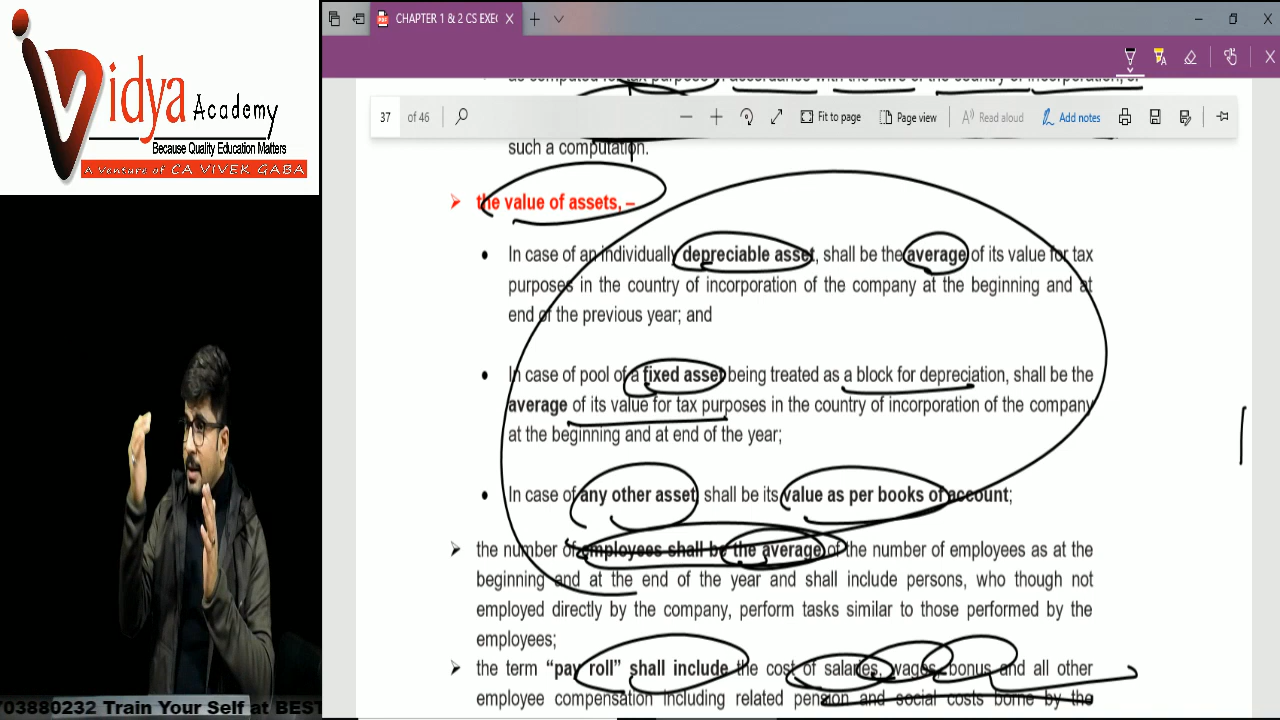 Vidya
Academy
Because Quality Education Matters
A Venture of CA VIVEK GABA
CHAPTER 1 & 2 CS EXEC
37 of 46
Fit to page
Page view
Read aloud
Add notes
such a computation.
the value of assets, –
In case of an individually depreciable asset, shall be the average of its value for tax
purposes in the country of incorporation of the company at the beginning and at
end of the previous year; and
In case of pool of a fixed asset being treated as a block for depreciation, shall be the
average of its value for tax purposes in the country of incorporation of the company
at the beginning and at end of the year;
In case of any other asset, shall be its value as per books of account;
the number of employees shall be the average of the number of employees as at the
beginning and at the end of the year and shall include persons, who though not
employed directly by the company, perform tasks similar to those performed by the
employees;
the term “pay roll” shall include the cost of salaries, wages, bonus and all other
employee compensation including related pension and social costs borne by the
03880232 Train Your Self at BEST